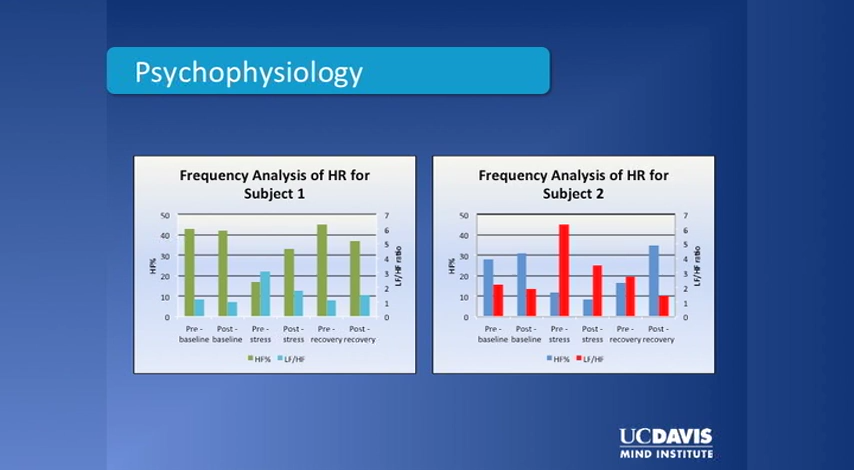 Psychophysiology
Frequency Analysis of HR for
Subject 1
50
40
30
20
10
0
HF%
7
6
5
4
3
2
1
0
LF/HF ratio
Pre - baseline
Post - baseline
Pre - stress
Post - stress
Pre - recovery
Post - recovery
HF% LF/HF
Frequency Analysis of HR for
Subject 2
50
40
30
20
10
0
HF%
7
6
5
4
3
2
1
0
LF/HF ratio
Pre - baseline
Post - baseline
Pre - stress
Post - stress
Pre - recovery
Post - recovery
HF% LF/HF
UCDAVIS
MIND INSTITUTE